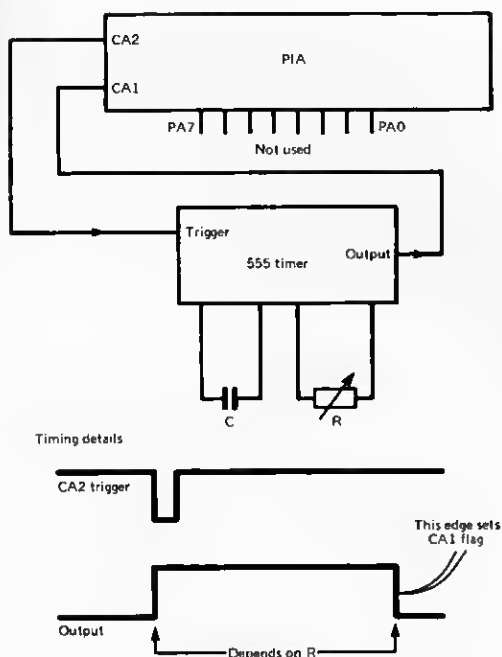 CA2
PIA
CA1
PA7
PA0
Not used
Trigger
555 timer
Output
C
R
Timing details
CA2 trigger
This edge sets
CA1 flag
Output
Depends on R